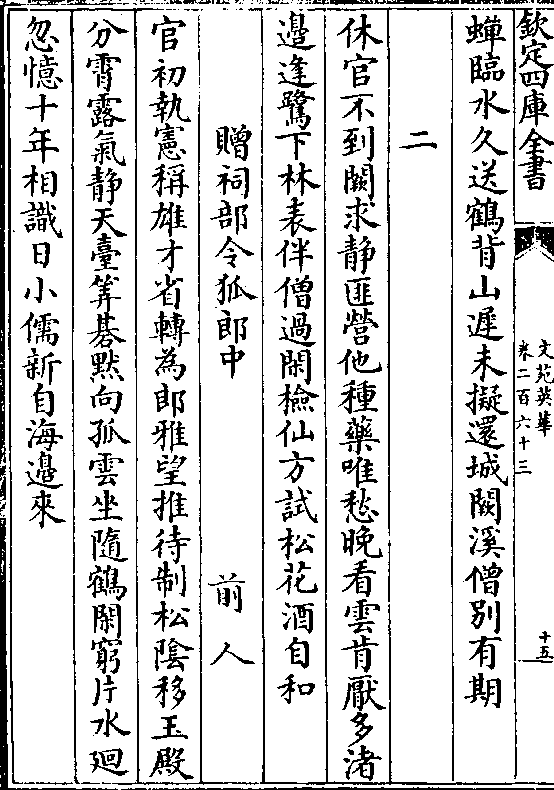 欽定四庫全書
文苑英華
卷二百六十三
十五
蟬臨水久送鶴背山遲未擬還城闕溪僧別有期
二
休官不到闕求静匪營他種藥唯愁晚看雲肯厭多渚
邉逢鷺下林表伴僧過閑檢仙方試松花酒自和
贈祠部令狐郎中 前人
官初執憲稱雄才省轉為郎雅望推待制松陰移玉殿
分霄露氣静天臺筭碁黙向孤雲坐隨鶴閑窮片水廻
忽憶十年相識日小儒新自海邉來